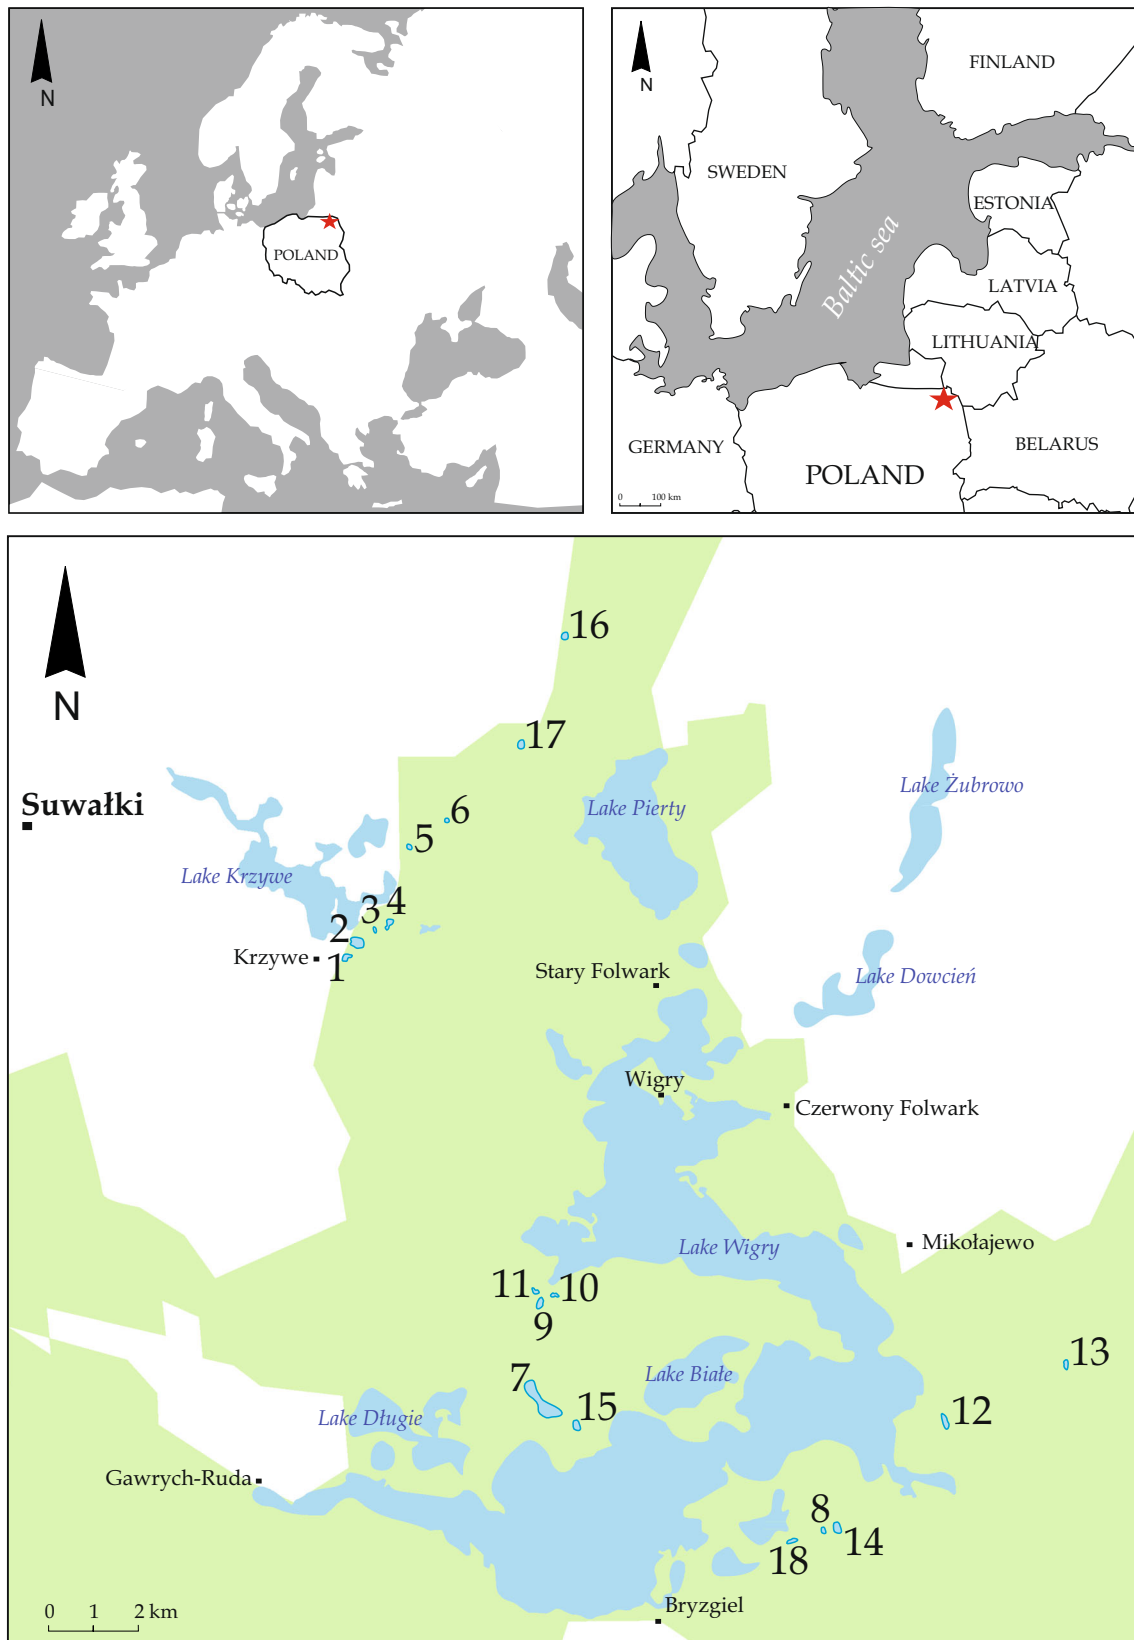 N
POLAND
N
FINLAND
SWEDEN
ESTONIA
Baltic sea
LATVIA
LITHUANIA
GERMANY
BELARUS
POLAND
0 100 km
N
16
17
Suwałki
Lake Żubrowo
Lake Pierty
6
5
Lake Krzywe
4
3
2
Krzywe
1
Stary Folwark
Lake Dowcień
Wigry
Czerwony Folwark
Mikołajewo
Lake Wigry
11
10
9
13
7
Lake Białe
15
12
Lake Długie
Gawrych-Ruda
8
14
18
0 1 2 km
Bryzgiel